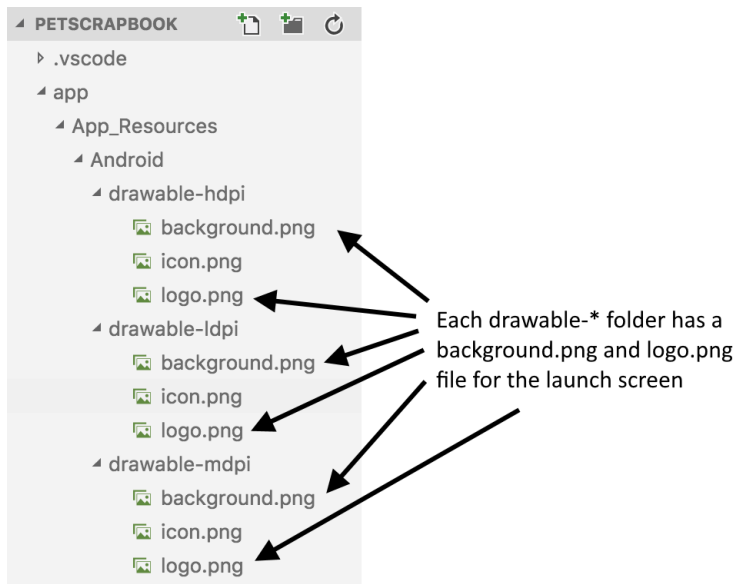 PETSCRAPBOOK
.vscode
app
App_Resources
Android
drawable-hdpi
background.png
icon.png
logo.png
drawable-ldpi
background.png
icon.png
logo.png
drawable-mdpi
background.png
icon.png
logo.png
Each drawable-* folder has a
background.png and logo.png
file for the launch screen